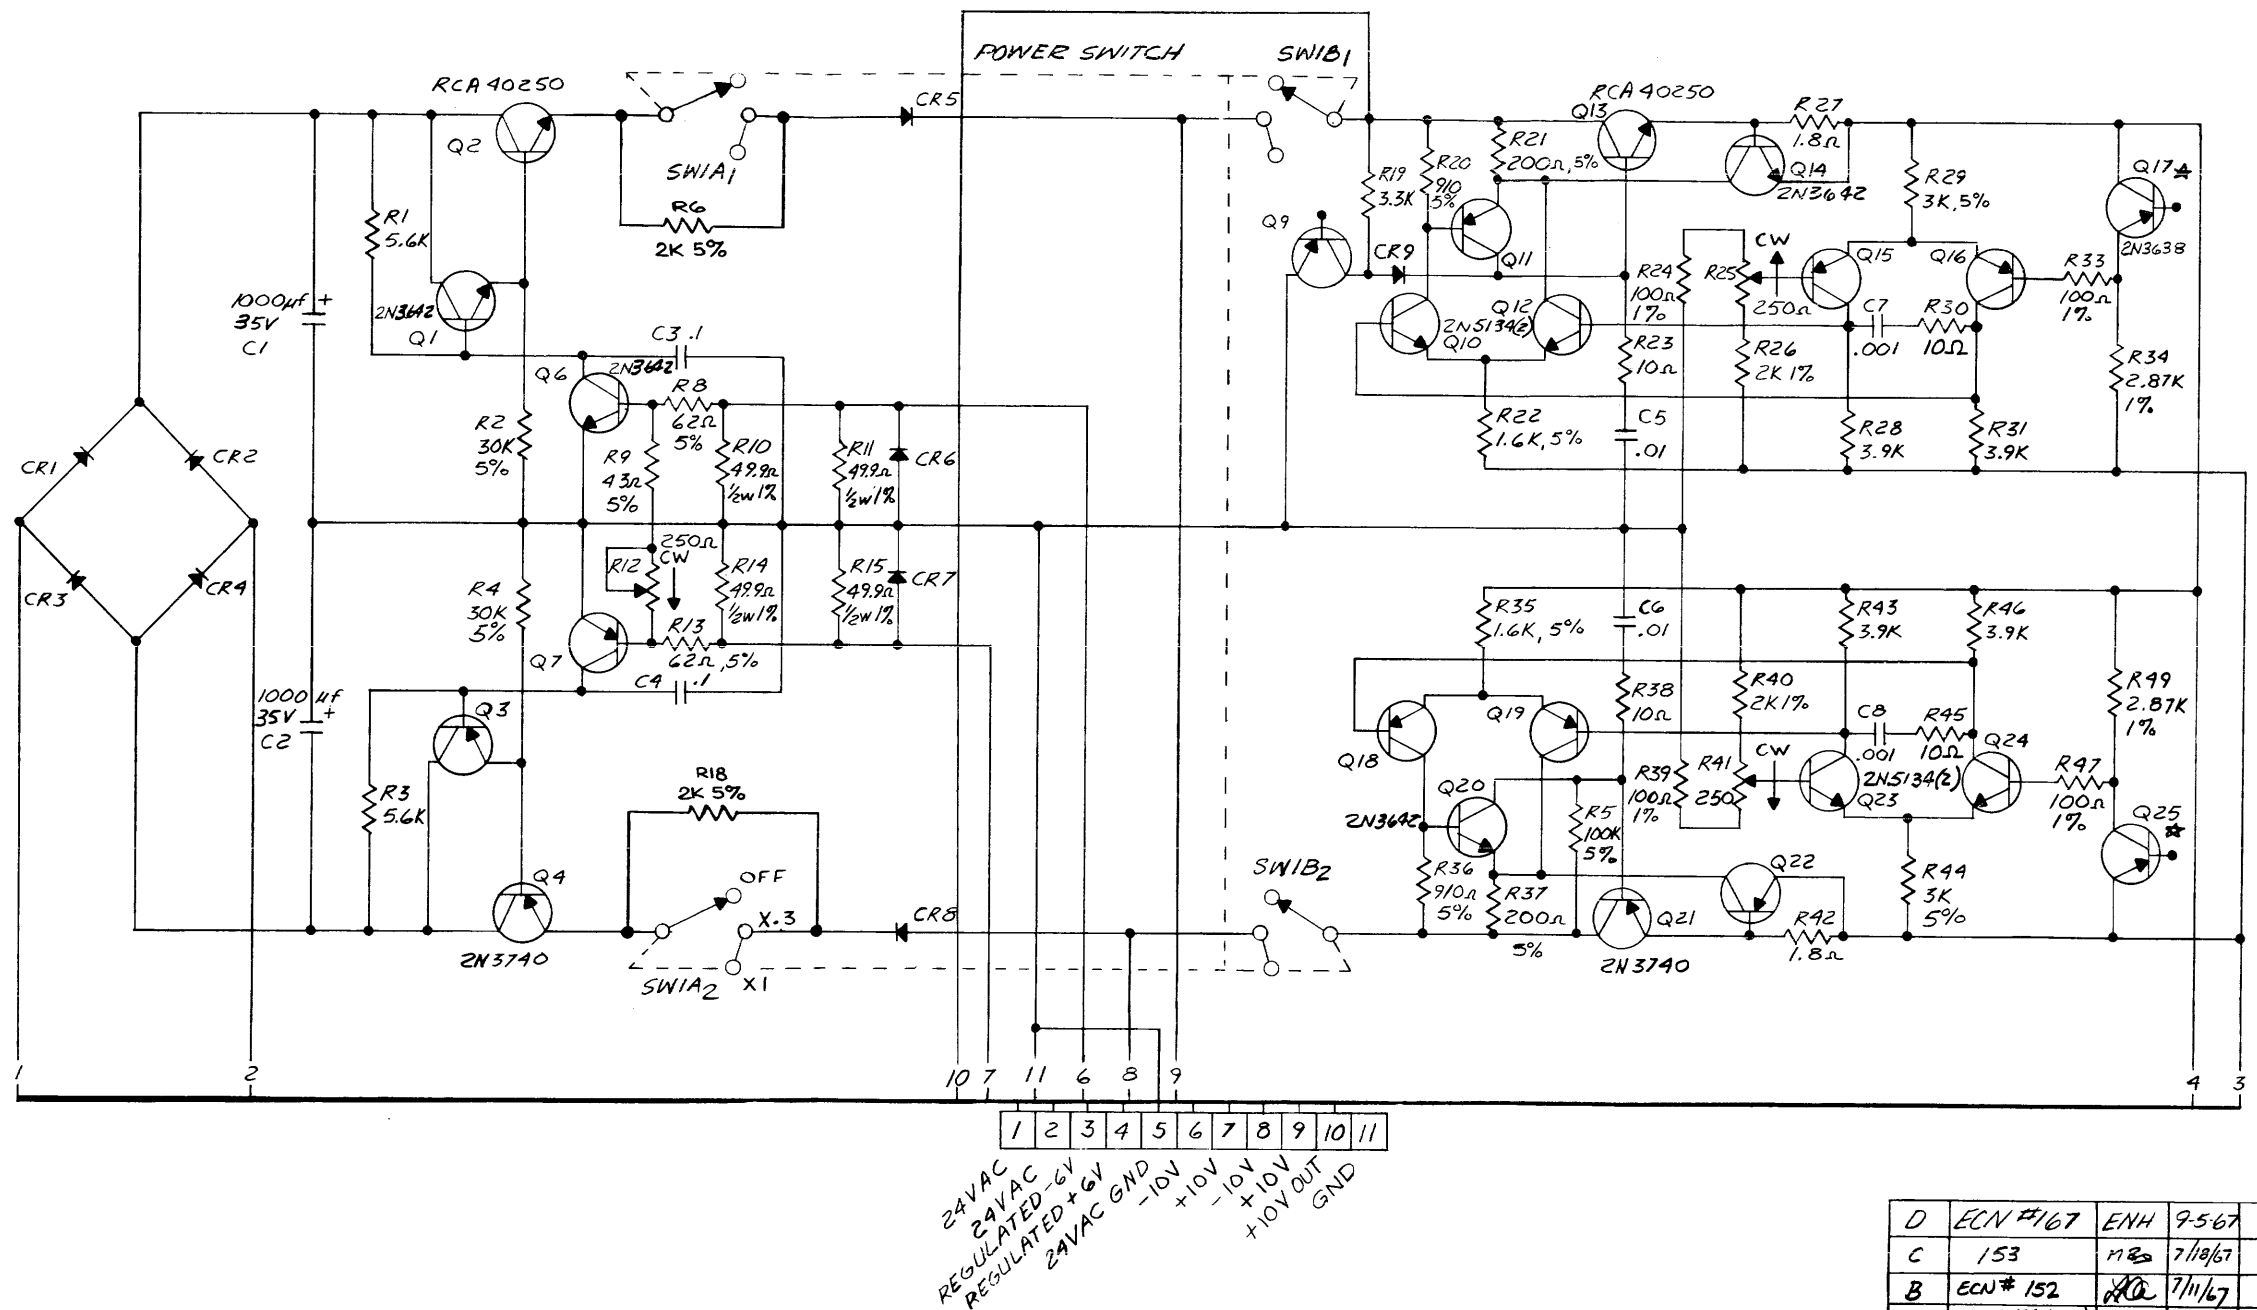 POWER SWITCH
SW1B1
RCA 40250
Q2
SW1A1
R6
2K 5%
CR5
R1
5.6K
1000µf +
35V
C1
2N3642
Q1
C3 .1
Q6
2N3642
R8
62Ω
5%
R2
30K
5%
R9
43Ω
5%
R10
49.9Ω
½W 1%
R11
49.9Ω
½W 1%
CR6
CR1
CR2
CR3
CR4
250Ω
CW
R12
R14
49.9Ω
½W 1%
R15
49.9Ω
½W 1%
CR7
R4
30K
5%
R13
62Ω, 5%
Q7
C4 .1
1000µf
35V +
C2
Q3
R3
5.6K
R18
2K 5%
Q4
2N3740
OFF
X.3
X1
SW1A2
CR8
RCA 40250
Q13
R27
1.8Ω
Q14
2N3642
R21
200Ω, 5%
R20
910
5%
R19
3.3K
Q9
CR9
Q11
R29
3K, 5%
Q17☆
2N3638
R24
100Ω
1%
R25
CW
250Ω
Q15
Q16
R33
100Ω
1%
Q12
2N5134(2)
Q10
C7
.001
R30
10Ω
R23
10Ω
R26
2K 1%
R34
2.87K
1%
R22
1.6K, 5%
C5
.01
R28
3.9K
R31
3.9K
R35
1.6K, 5%
C6
.01
R43
3.9K
R46
3.9K
R38
10Ω
R40
2K 1%
R49
2.87K
1%
Q18
Q19
C8
.001
R45
10Ω
Q24
Q20
2N3642
R39
100Ω
1%
R41
250
CW
2N5134(2)
Q23
R47
100Ω
1%
R5
100K
5%
Q25☆
SW1B2
R36
910Ω
5%
R37
200Ω
5%
Q21
2N3740
Q22
R42
1.8Ω
R44
3K
5%
1 2 10 7 11 6 8 9 4 3
1 2 3 4 5 6 7 8 9 10 11
24VAC
24VAC
REGULATED -6V
REGULATED +6V
24VAC GND
-10V
+10V
-10V
+10V
+10V OUT
GND
D ECN #167 ENH 9-5-67
C 153 7/18/67
B ECN# 152 7/11/67